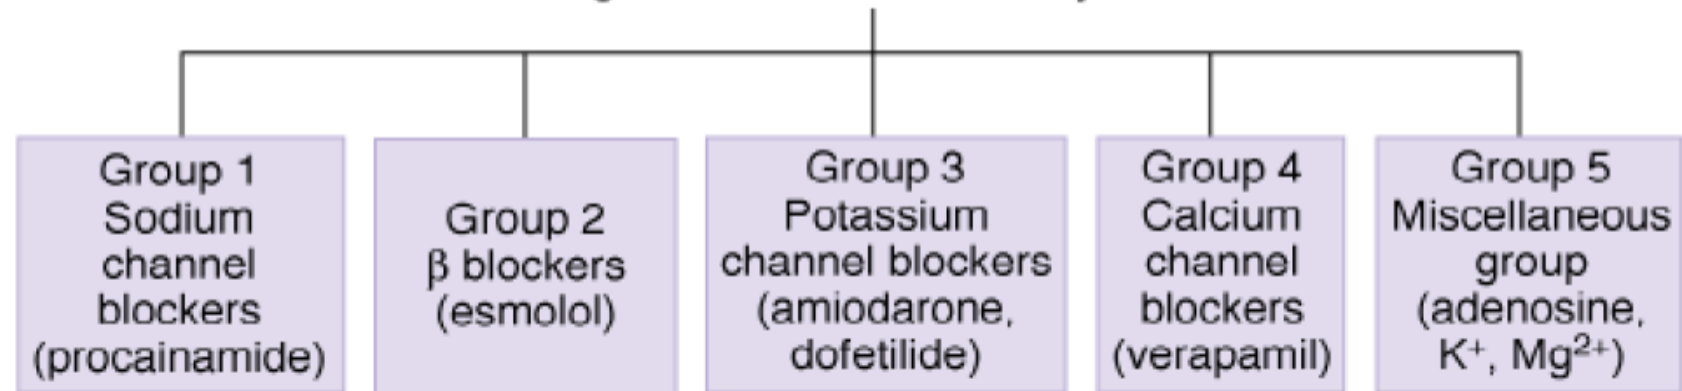 Group 1
Sodium
channel
blockers
(procainamide)
Group 2
β blockers
(esmolol)
Group 3
Potassium
channel blockers
(amiodarone,
dofetilide)
Group 4
Calcium
channel
blockers
(verapamil)
Group 5
Miscellaneous
group
(adenosine,
K⁺, Mg²⁺)